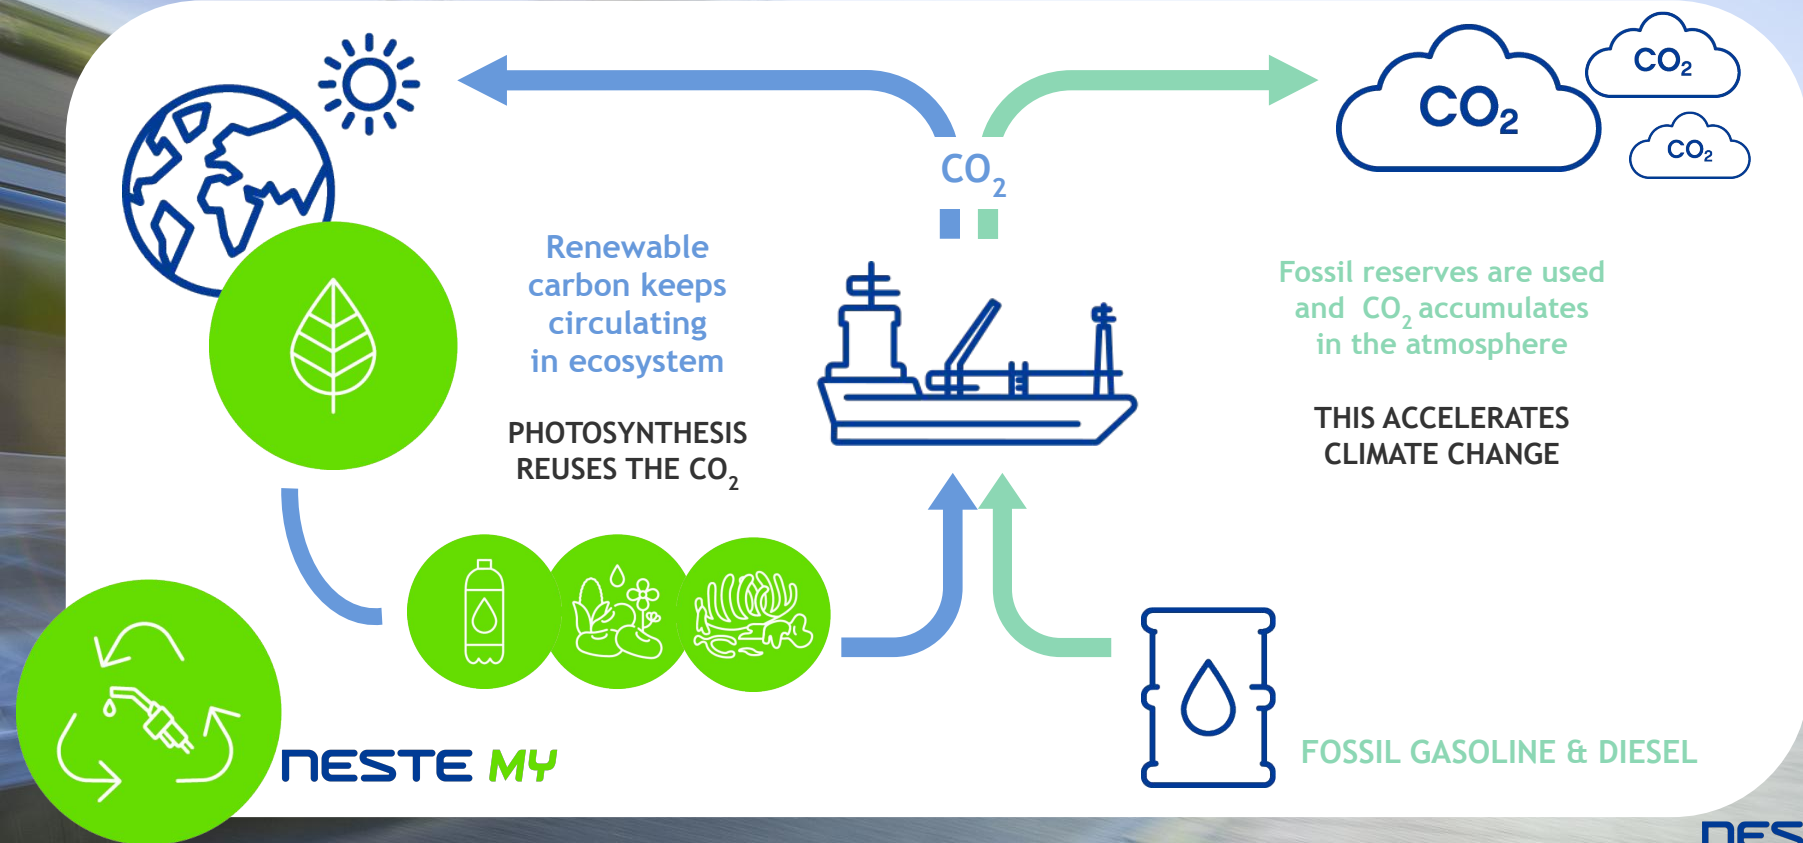 CO₂
CO₂
CO₂
CO₂
Renewable
carbon keeps
circulating
in ecosystem
PHOTOSYNTHESIS
REUSES THE CO₂
Fossil reserves are used
and CO₂ accumulates
in the atmosphere
THIS ACCELERATES
CLIMATE CHANGE
NESTE MY
FOSSIL GASOLINE & DIESEL
NES